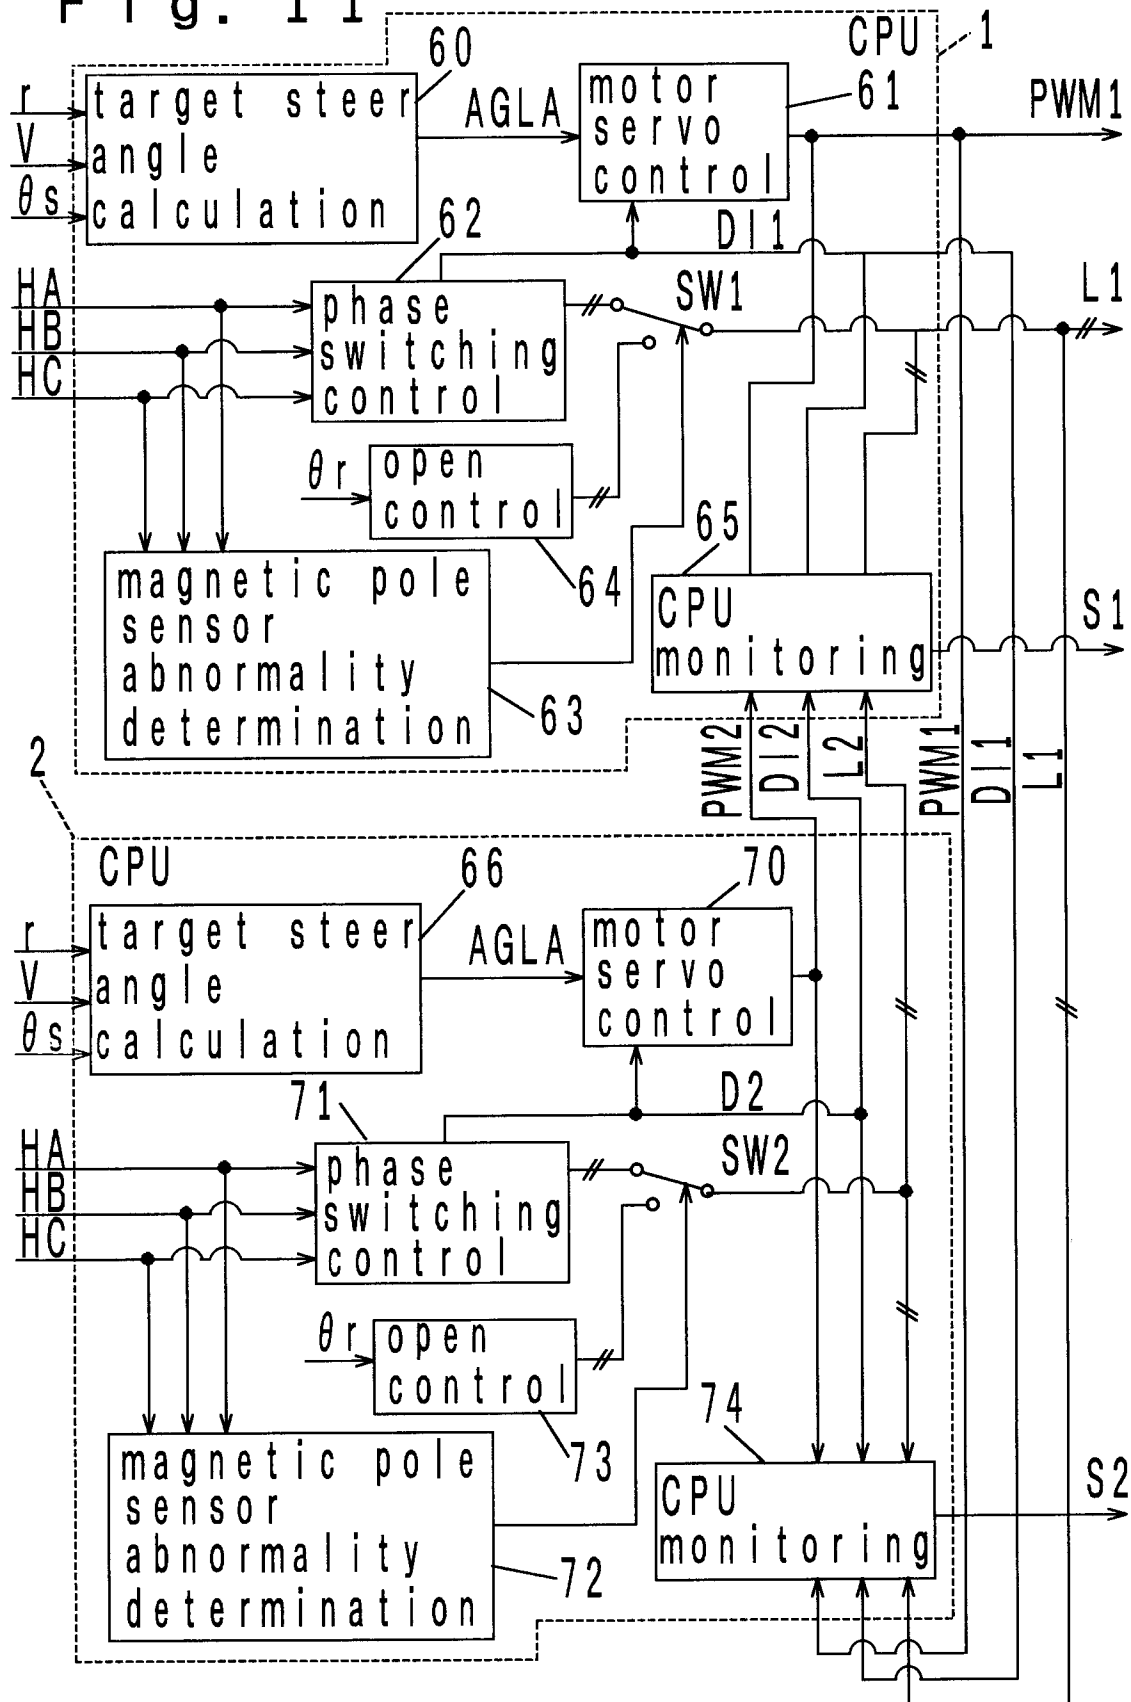 Fig. 11
CPU
1
60
target steer
angle
calculation
r
V
θs
AGLA
motor
servo
control
61
PWM1
62
DI1
HA
HB
HC
phase
switching
control
SW1
L1
θr
open
control
64
65
CPU
monitoring
S1
magnetic pole
sensor
abnormality
determination
63
PWM2
DI2
L2
PWM1
DI1
L1
2
CPU
66
target steer
angle
calculation
r
V
θs
AGLA
70
motor
servo
control
71
D2
HA
HB
HC
phase
switching
control
SW2
θr
open
control
73
74
CPU
monitoring
S2
magnetic pole
sensor
abnormality
determination
72